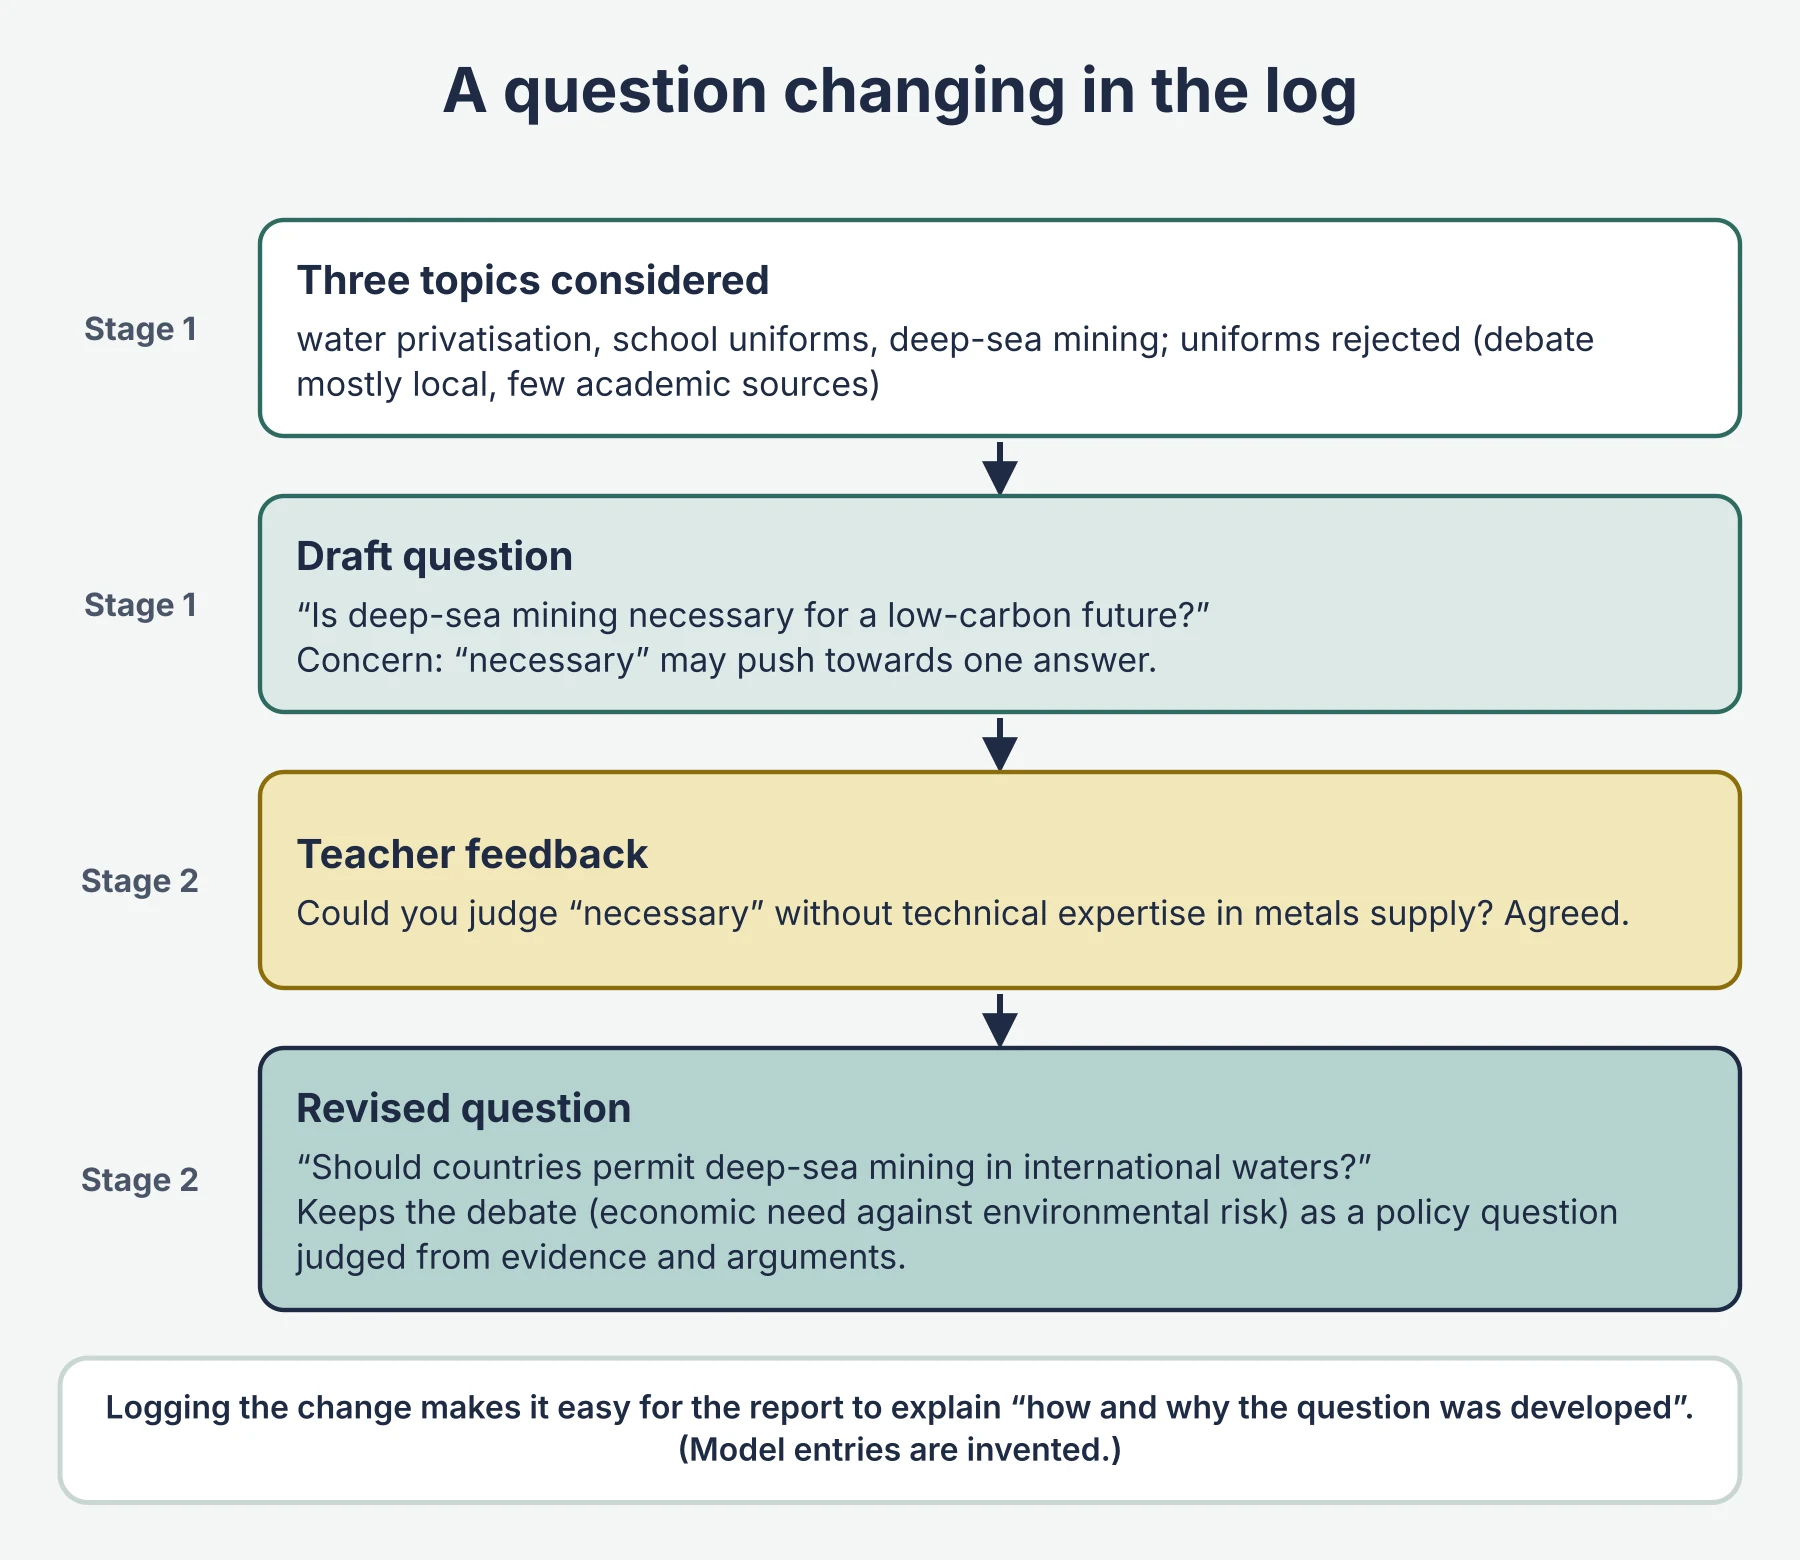 A question changing in the log
Stage 1
Three topics considered
water privatisation, school uniforms, deep-sea mining; uniforms rejected (debate
mostly local, few academic sources)
Stage 1
Draft question
“Is deep-sea mining necessary for a low-carbon future?”
Concern: “necessary” may push towards one answer.
Stage 2
Teacher feedback
Could you judge “necessary” without technical expertise in metals supply? Agreed.
Stage 2
Revised question
“Should countries permit deep-sea mining in international waters?”
Keeps the debate (economic need against environmental risk) as a policy question
judged from evidence and arguments.
Logging the change makes it easy for the report to explain “how and why the question was developed”.
(Model entries are invented.)